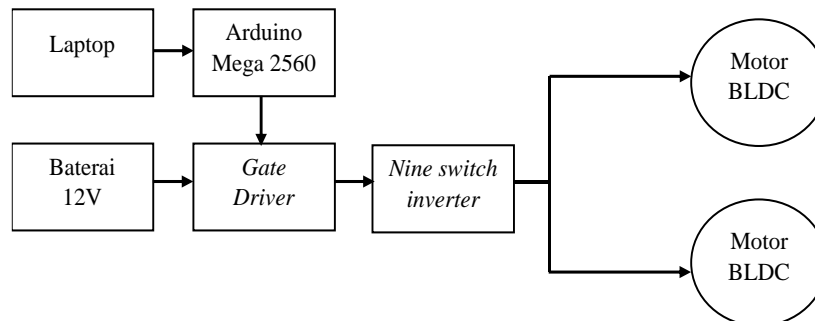 Laptop
Arduino
Mega 2560
Motor
BLDC
Baterai
12V
Gate
Driver
Nine switch
inverter
Motor
BLDC